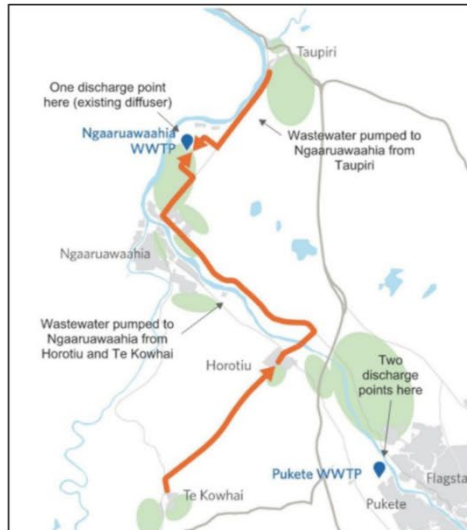 Taupiri
One discharge point
here (existing diffuser)
Ngaaruawaahia
WWTP
Wastewater pumped to
Ngaaruawaahia from
Taupiri
Ngaaruawaahia
Wastewater pumped to
Ngaaruawaahia from
Horotiu and Te Kowhai
Horotiu
Two
discharge
points here
Pukete WWTP
Flagsta
Te Kowhai
Pukete